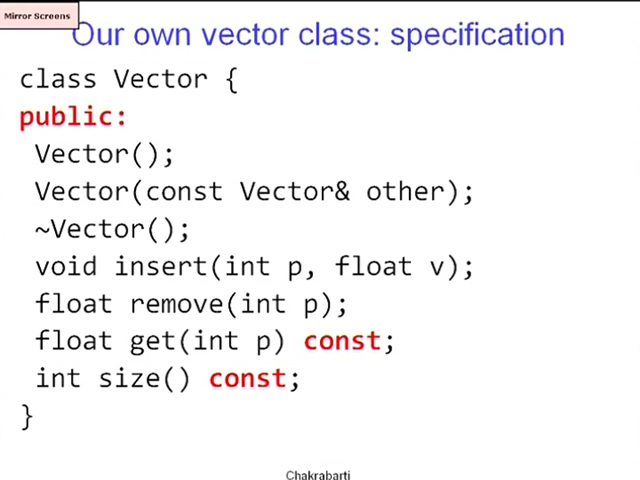 Mirror Screens
Our own vector class: specification
class Vector {
public:
Vector();
Vector(const Vector& other);
~Vector();
void insert(int p, float v);
float remove(int p);
float get(int p) const;
int size() const;
}
Chakrabarti